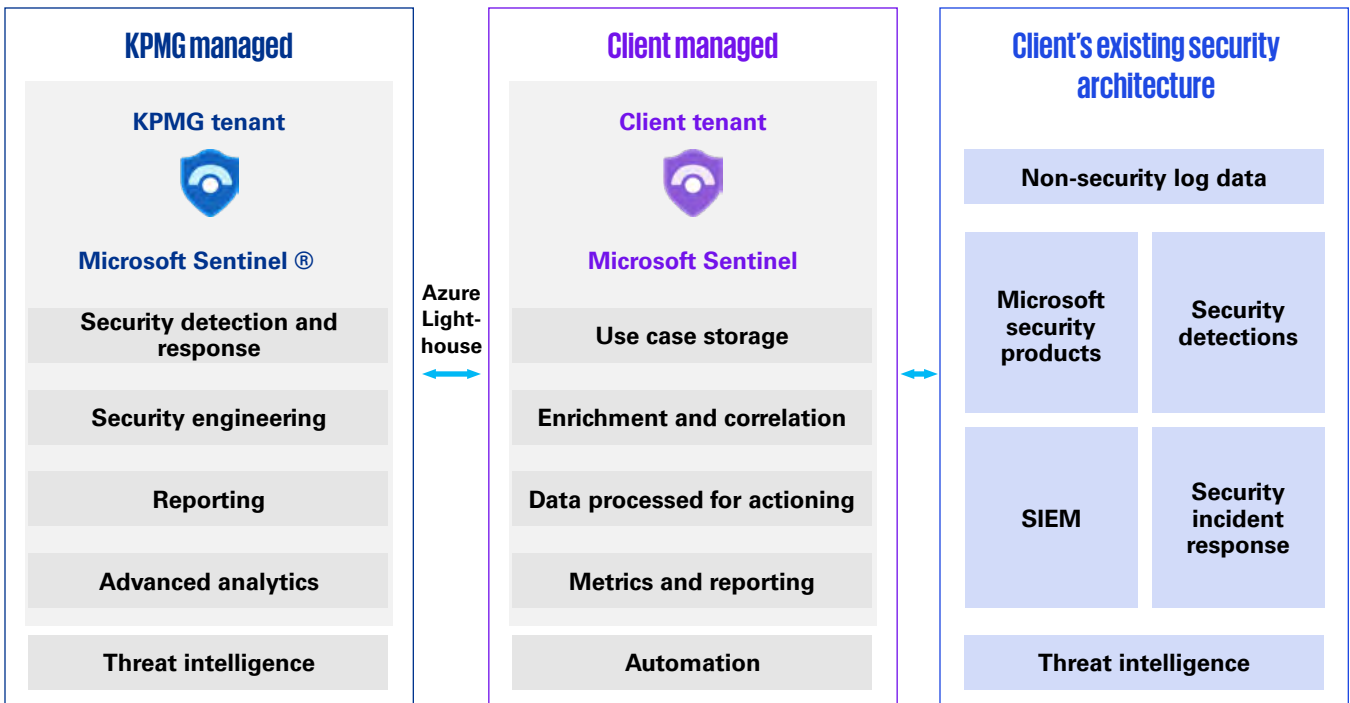 KPMG managed
KPMG tenant
Microsoft Sentinel ®
Security detection and
response
Security engineering
Reporting
Advanced analytics
Threat intelligence
Azure
Light-
house
Client managed
Client tenant
Microsoft Sentinel
Use case storage
Enrichment and correlation
Data processed for actioning
Metrics and reporting
Automation
Client’s existing security
architecture
Non-security log data
Microsoft
security
products
Security
detections
SIEM
Security
incident
response
Threat intelligence